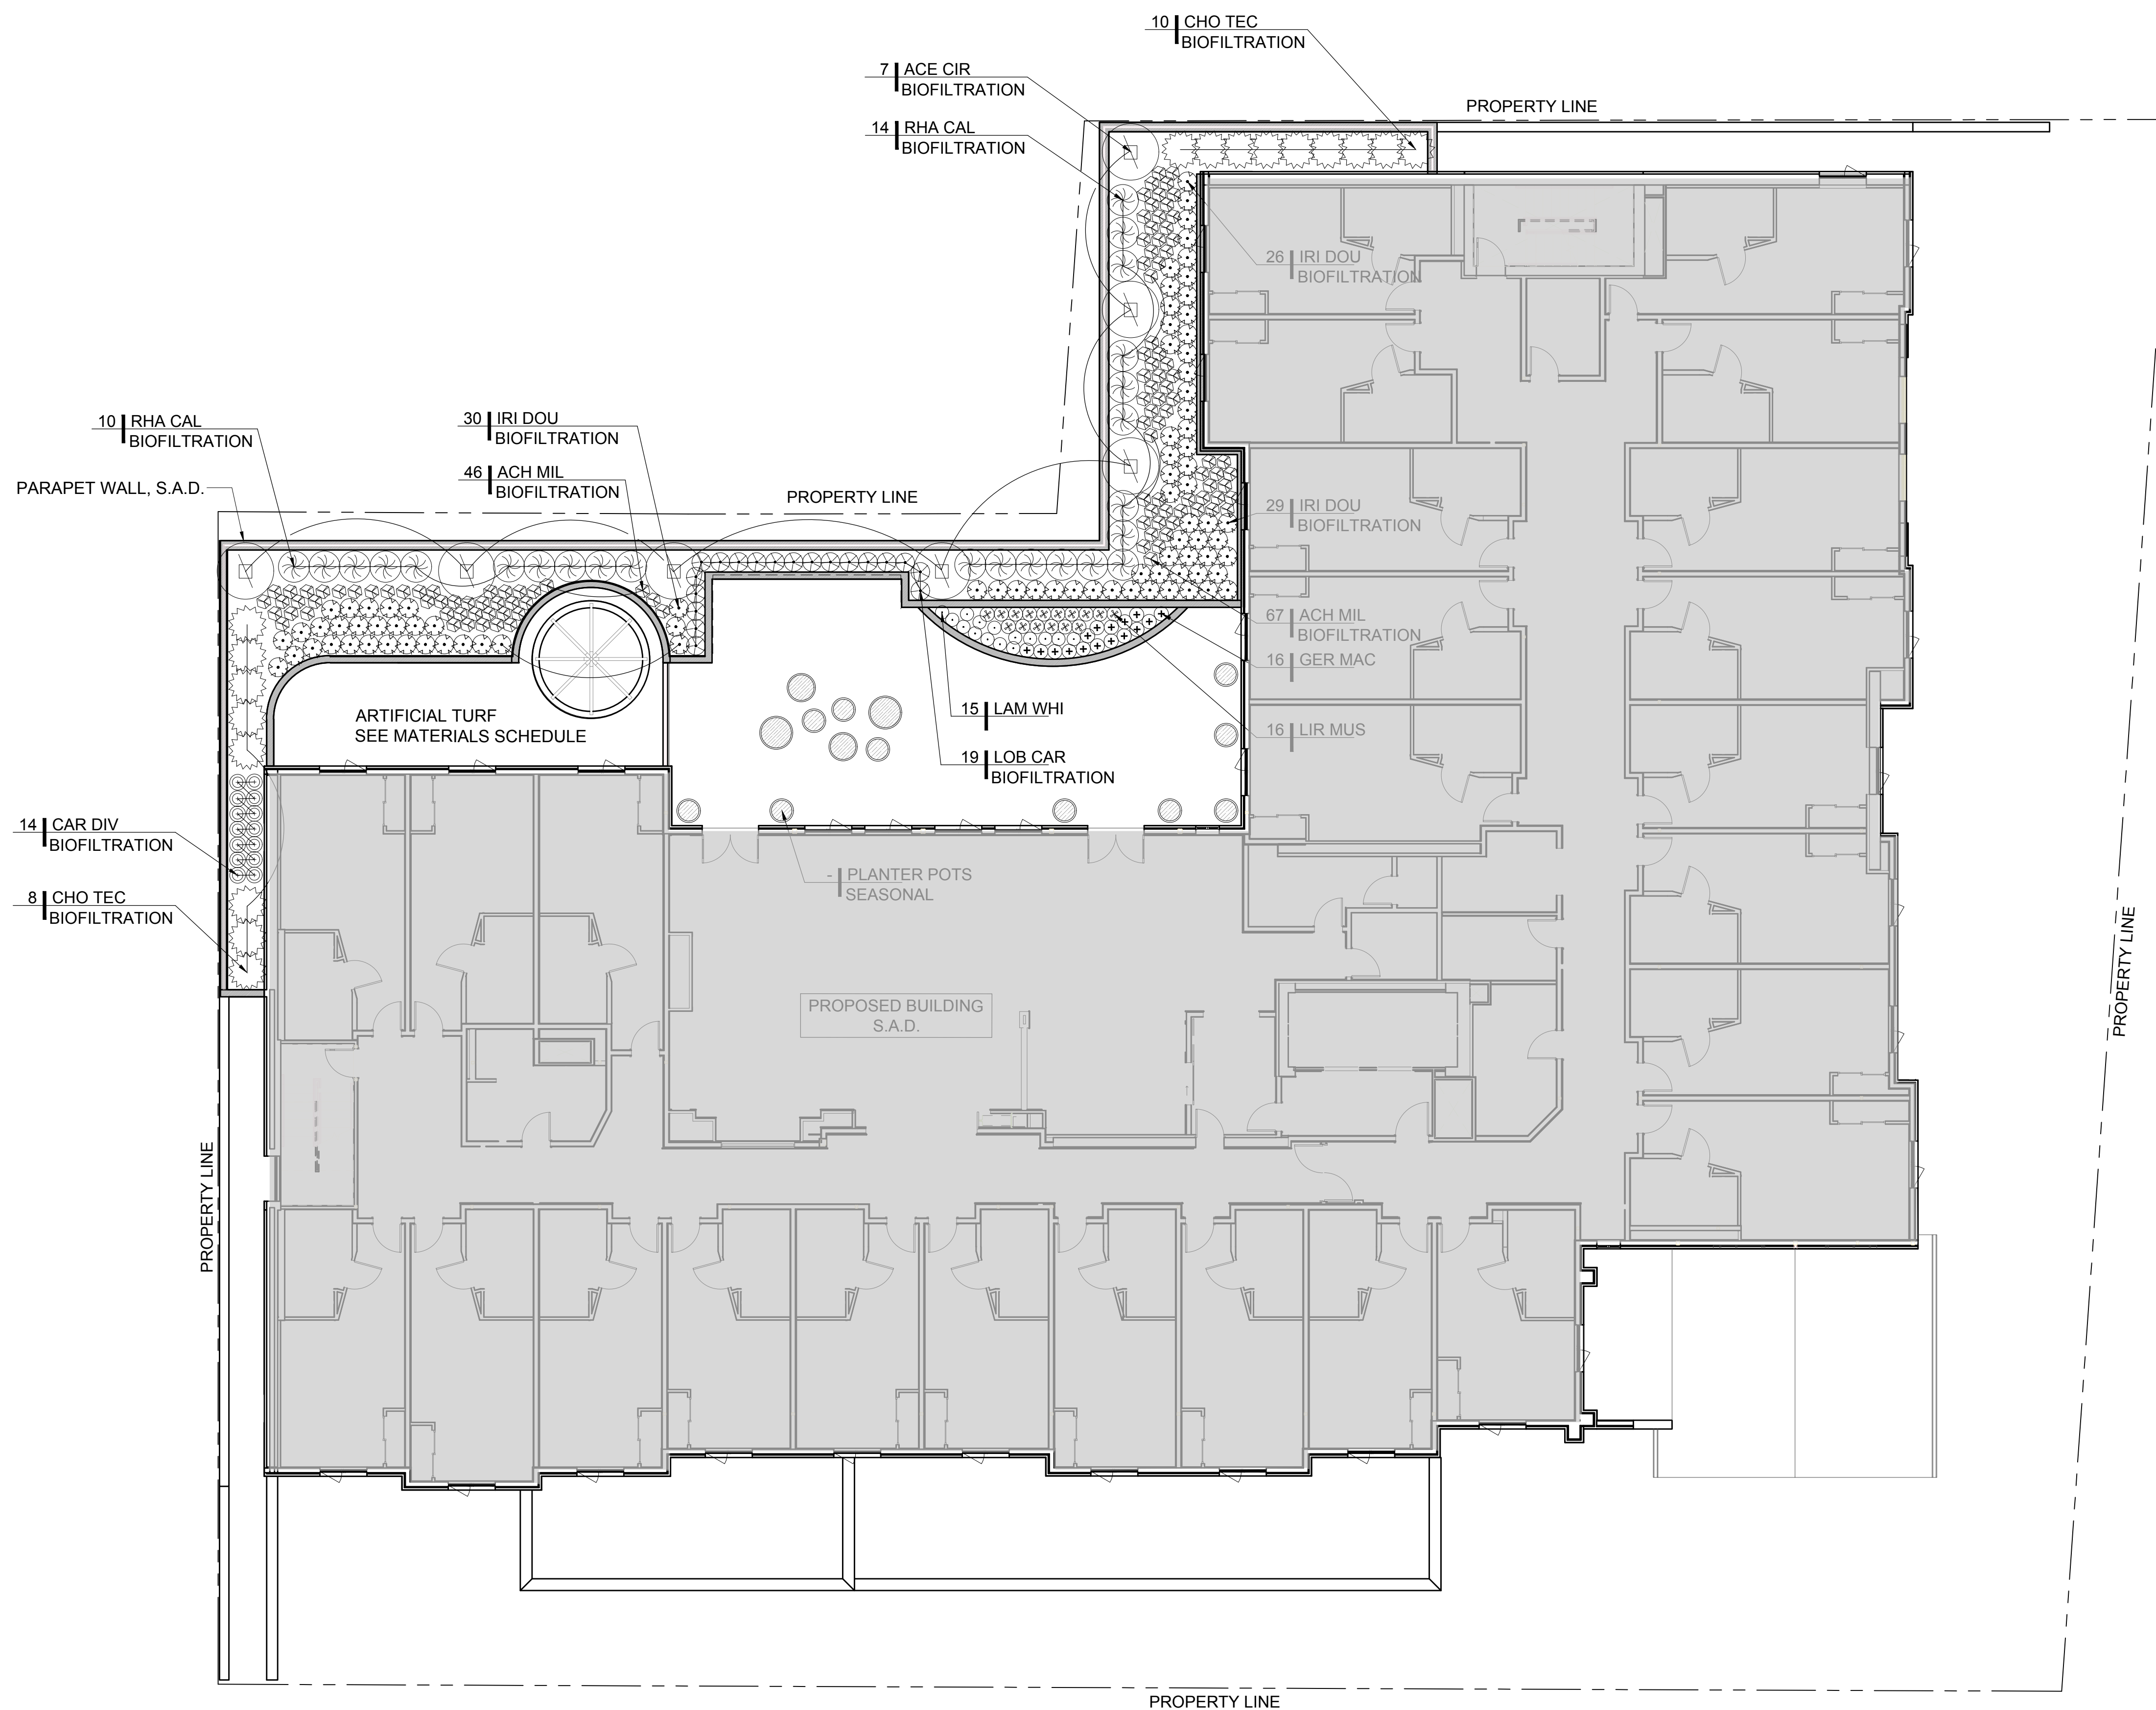 10 CHO TEC
BIOFILTRATION
7 ACE CIR
BIOFILTRATION
PROPERTY LINE
14 RHA CAL
BIOFILTRATION
26 IRI DOU
BIOFILTRATION
10 RHA CAL
BIOFILTRATION
30 IRI DOU
BIOFILTRATION
46 ACH MIL
BIOFILTRATION
PARAPET WALL, S.A.D.
PROPERTY LINE
29 IRI DOU
BIOFILTRATION
67 ACH MIL
BIOFILTRATION
16 GER MAC
15 LAM WHI
16 LIR MUS
ARTIFICIAL TURF
SEE MATERIALS SCHEDULE
19 LOB CAR
BIOFILTRATION
14 CAR DIV
BIOFILTRATION
- PLANTER POTS
SEASONAL
8 CHO TEC
BIOFILTRATION
PROPERTY LINE
PROPOSED BUILDING
S.A.D.
PROPERTY LINE
PROPERTY LINE